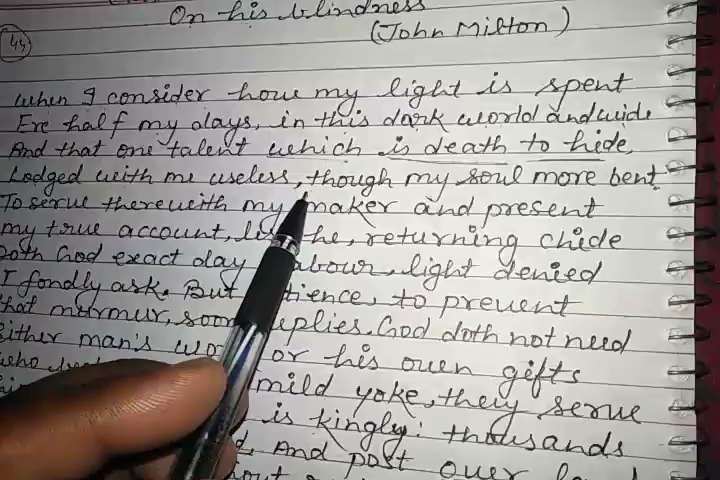 On his blindness
(John Milton)
44
When I consider how my light is spent
Ere half my days, in this dark world and wide
And that one talent which is death to hide,
Lodged with me useless, though my soul more bent
To serve therewith my maker and present
my true account, he, returning chide
Doth God exact day labour, light denied
I fondly ask. But to prevent
that murmur, soon replies. God doth not need
Either man's or his own gifts
who mild yoke, they serve
is kingly: thousands
And post over